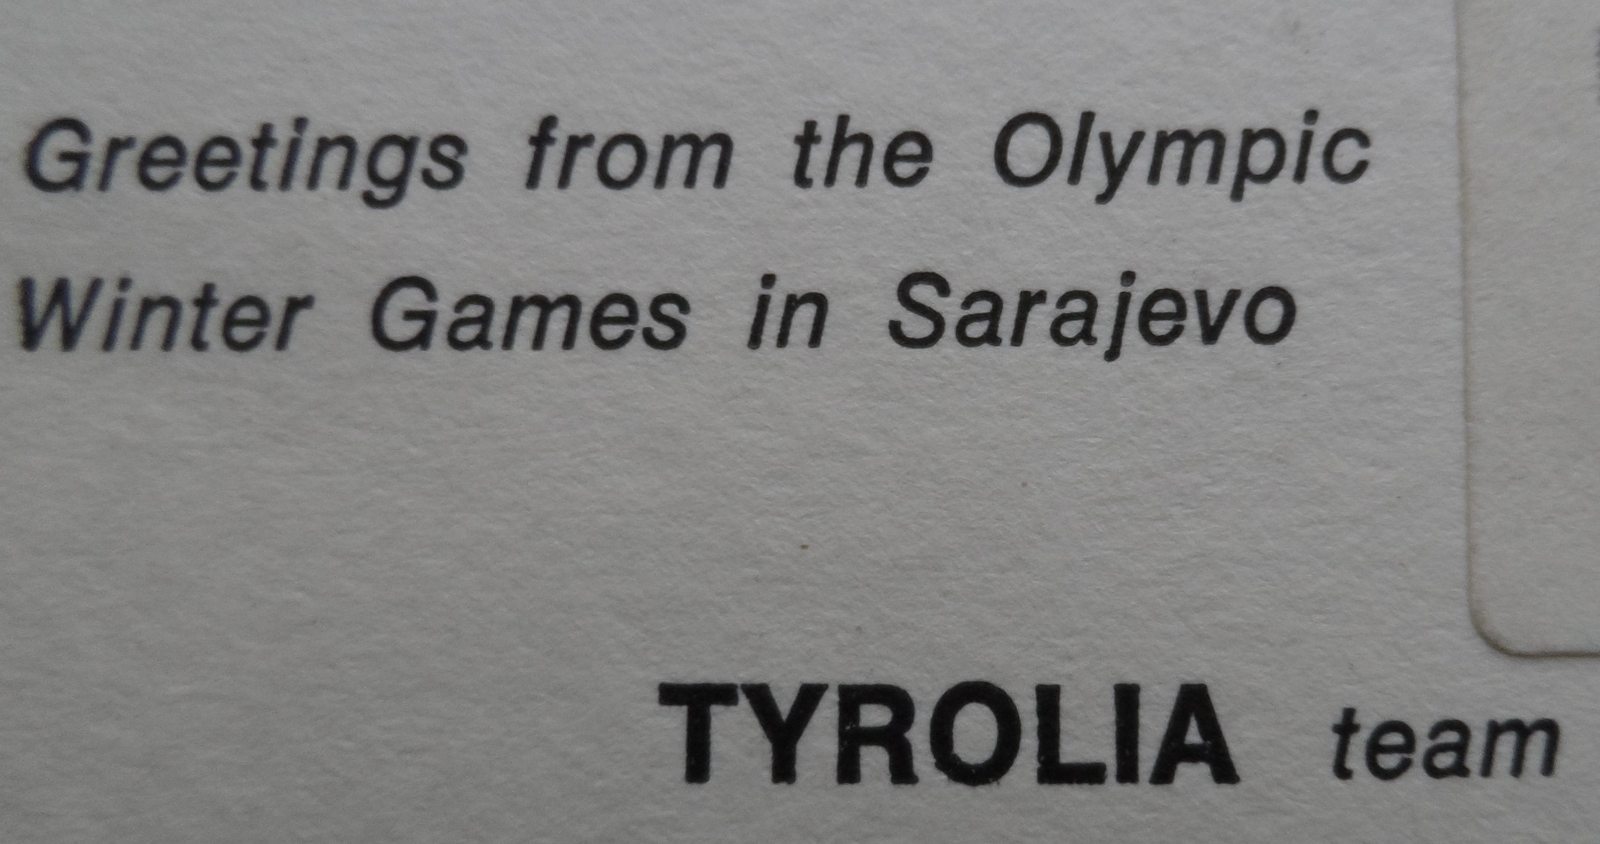 Greetings from the Olympic
Winter Games in Sarajevo
TYROLIA team